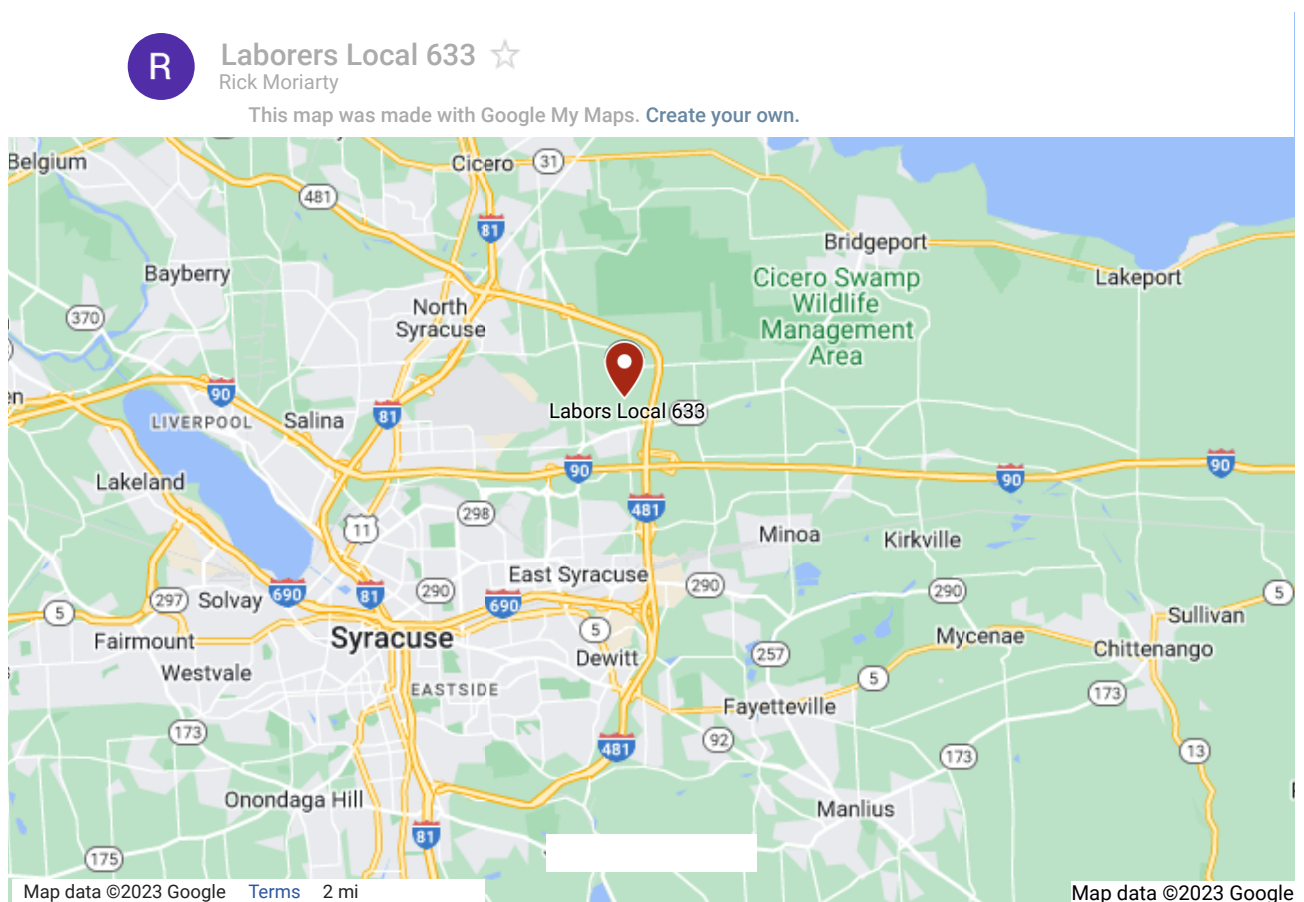 R
Laborers Local 633
Rick Moriarty
This map was made with Google My Maps. Create your own.
Belgium
Cicero
31
481
81
Bridgeport
Bayberry
Lakeport
Cicero Swamp
Wildlife
Management
Area
North
Syracuse
370
90
en
LIVERPOOL
Salina
81
Labors Local 633
90
90
90
Lakeland
298
481
11
Minoa
Kirkville
East Syracuse
290
290
5
690
81
290
690
297
Solvay
5
Sullivan
5
Fairmount
Syracuse
Mycenae
Chittenango
Dewitt
257
Westvale
5
EASTSIDE
173
Fayetteville
173
92
481
173
13
Onondaga Hill
Manlius
81
175
Map data ©2023 Google Terms 2 mi
Map data ©2023 Google